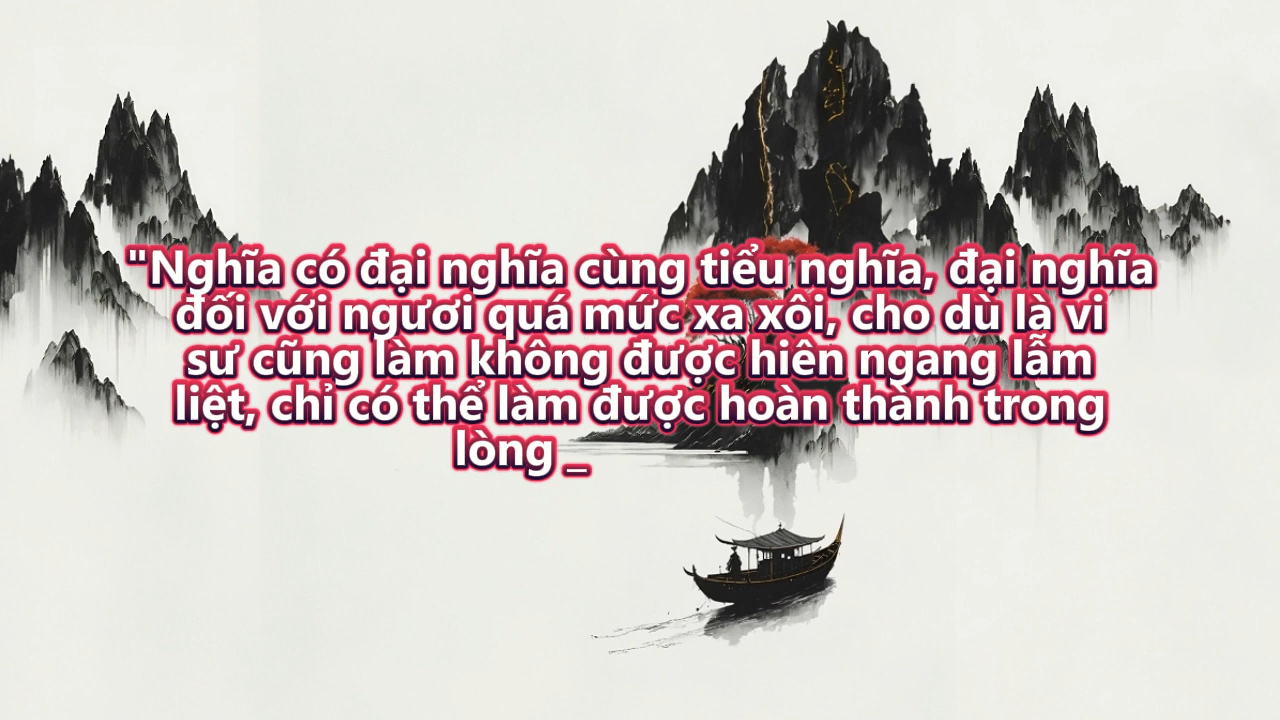 "Nghĩa có đại nghĩa cùng tiểu nghĩa, đại nghĩa
đối với ngươi quá mức xa xôi, cho dù là vi
sư cũng làm không được hiên ngang lẫm
liệt, chỉ có thể làm được hoàn thành trong
lòng _